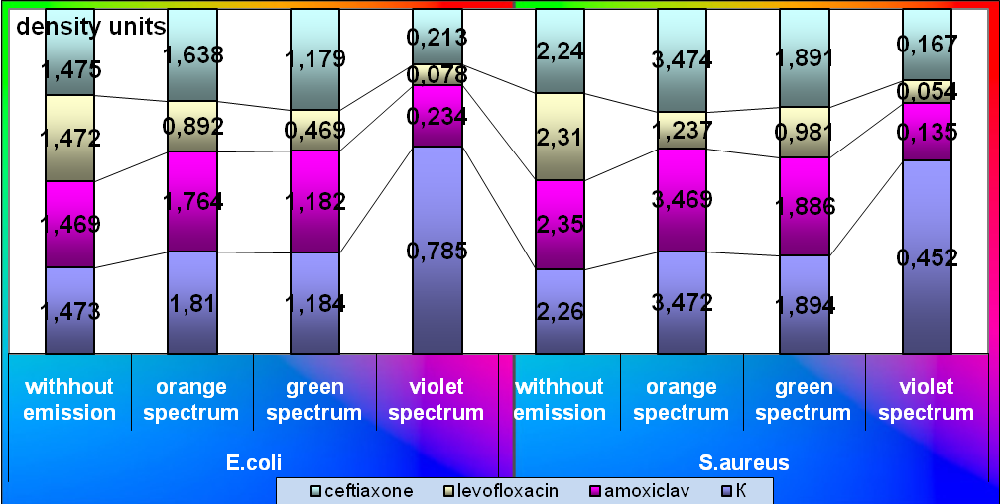 density units
1,475 1,638 1,179 0,213 2,24 3,474 1,891 0,167
1,472 0,892 0,469 0,078 2,31 1,237 0,981 0,054
1,469 1,764 1,182 0,234 2,35 3,469 1,886 0,135
1,473 1,81 1,184 0,785 2,26 3,472 1,894 0,452
withhout orange green violet withhout orange green violet
emission spectrum spectrum spectrum emission spectrum spectrum spectrum
E.coli S.aureus
ceftiaxone levofloxacin amoxiclav K